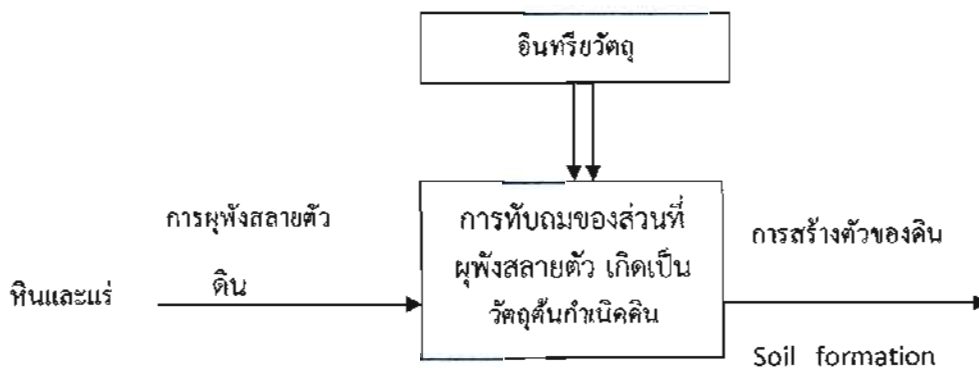 อินทรียวัตถุ
การผุพังสลายตัว
หินและแร่
ดิน
การทับถมของส่วนที่
ผุพังสลายตัว เกิดเป็น
วัตถุต้นกำเนิดดิน
การสร้างตัวของดิน
Soil formation